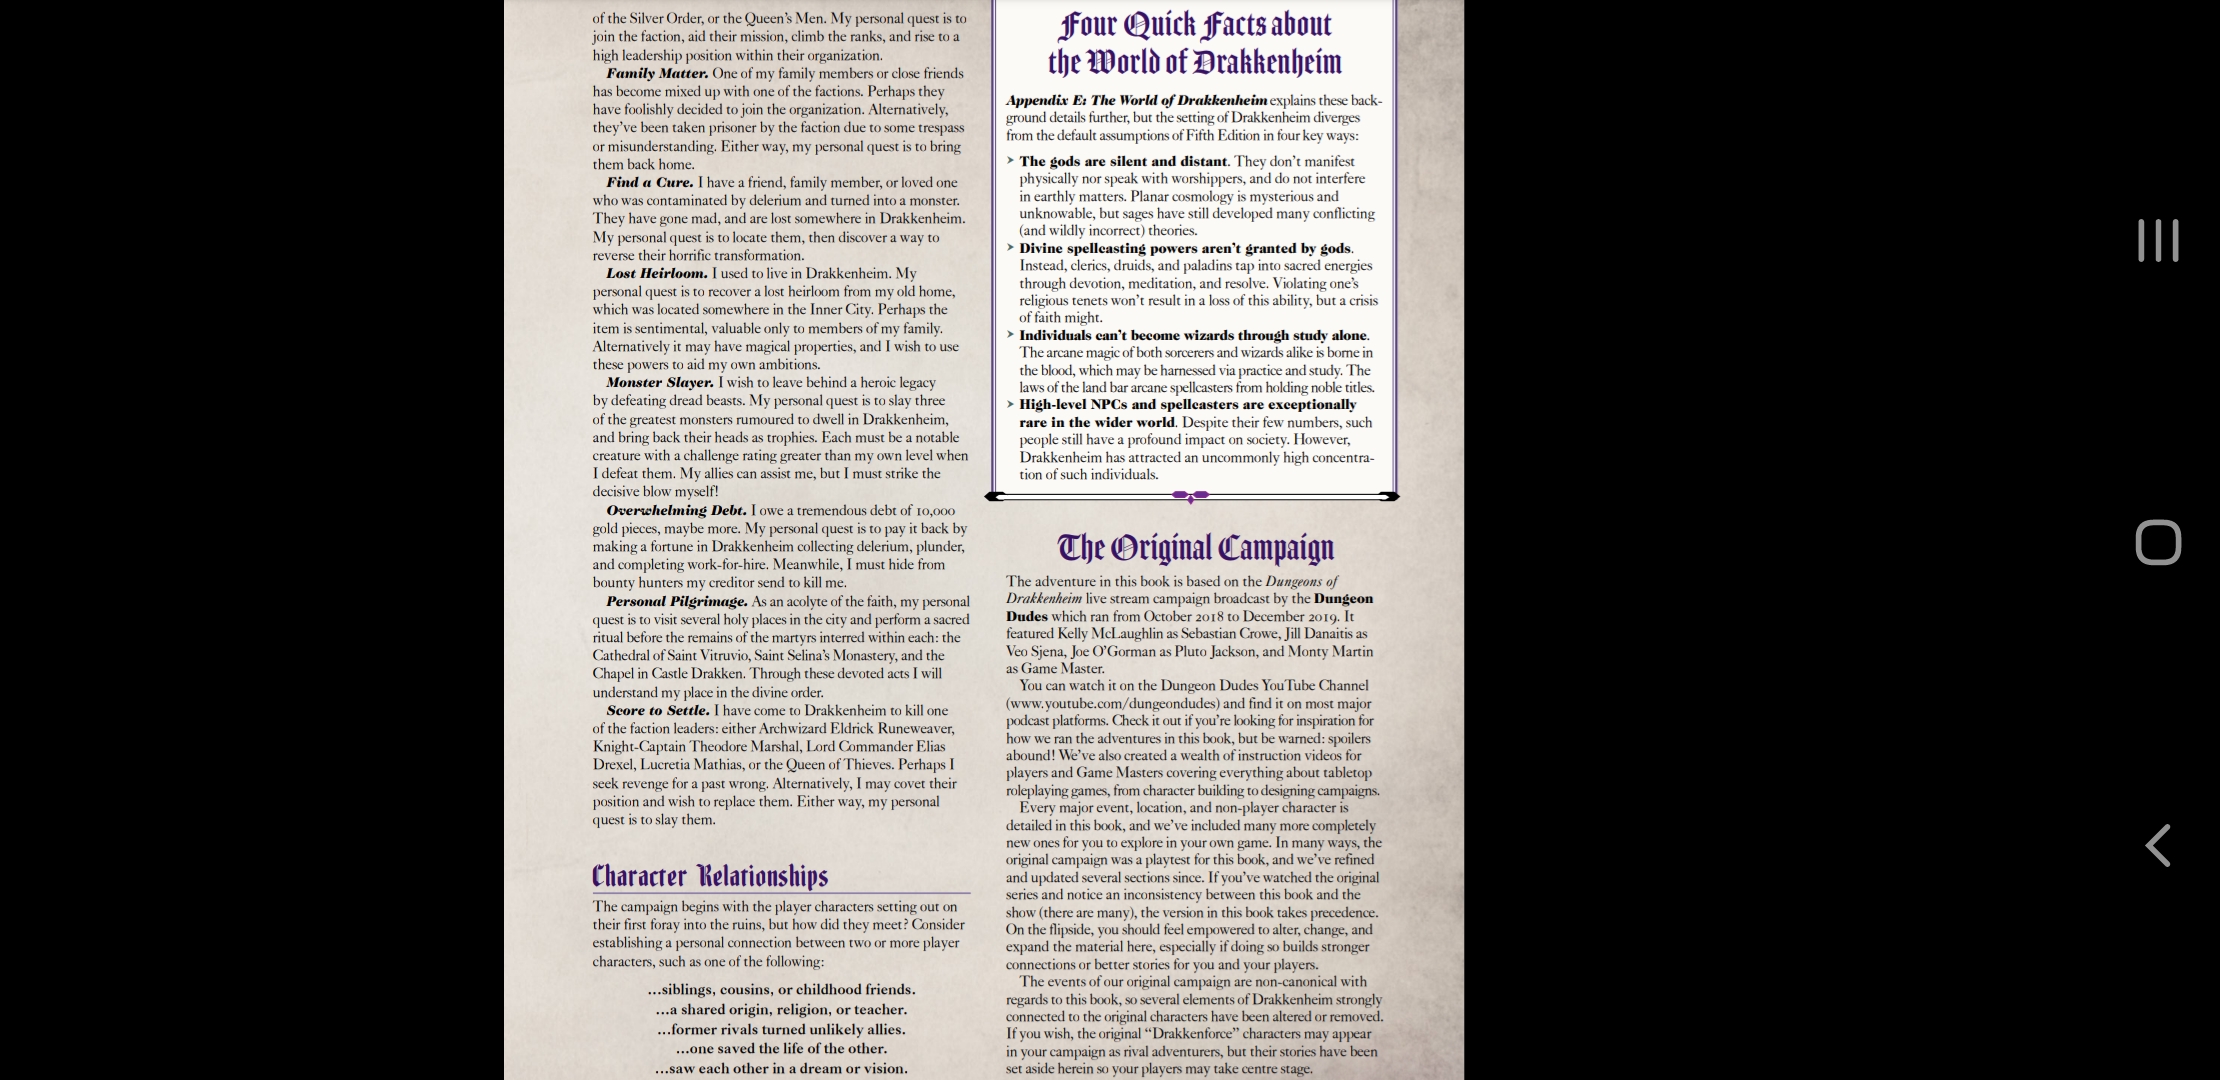 of the Silver Order, or the Queen's Men. My personal quest is to
join the faction, aid their mission, climb the ranks, and rise to a
high leadership position within their organization.
Family Matter. One of my family members or close friends
has become mixed up with one of the factions. Perhaps they
have foolishly decided to join the organization. Alternatively,
they've been taken prisoner by the faction due to some trespass
or misunderstanding. Either way, my personal quest is to bring
them back home.
Find a Cure. I have a friend, family member, or loved one
who was contaminated by delerium and turned into a monster.
They have gone mad, and are lost somewhere in Drakkenheim.
My personal quest is to locate them, then discover a way to
reverse their horrific transformation.
Lost Heirloom. I used to live in Drakkenheim. My
personal quest is to recover a lost heirloom from my old home,
which was located somewhere in the Inner City. Perhaps the
item is sentimental, valuable only to members of my family.
Alternatively it may have magical properties, and I wish to use
these powers to aid my own ambitions.
Monster Slayer. I wish to leave behind a heroic legacy
by defeating dread beasts. My personal quest is to slay three
of the greatest monsters rumoured to dwell in Drakkenheim,
and bring back their heads as trophies. Each must be a notable
creature with a challenge rating greater than my own level when
I defeat them. My allies can assist me, but I must strike the
decisive blow myself!
Overwhelming Debt. I owe a tremendous debt of 10,000
gold pieces, maybe more. My personal quest is to pay it back by
making a fortune in Drakkenheim collecting delerium, plunder,
and completing work-for-hire. Meanwhile, I must hide from
bounty hunters my creditor send to kill me.
Personal Pilgrimage. As an acolyte of the faith, my personal
quest is to visit several holy places in the city and perform a sacred
ritual before the remains of the martyrs interred within each: the
Cathedral of Saint Vitruvio, Saint Selina's Monastery, and the
Chapel in Castle Drakken. Through these devoted acts I will
understand my place in the divine order.
Score to Settle. I have come to Drakkenheim to kill one
of the faction leaders: either Archwizard Eldrick Runeweaver,
Knight-Captain Theodore Marshal, Lord Commander Elias
Drexel, Lucretia Mathias, or the Queen of Thieves. Perhaps I
seek revenge for a past wrong. Alternatively, I may covet their
position and wish to replace them. Either way, my personal
quest is to slay them.
Character Relationships
The campaign begins with the player characters setting out on
their first foray into the ruins, but how did they meet? Consider
establishing a personal connection between two or more player
characters, such as one of the following:
...siblings, cousins, or childhood friends.
...a shared origin, religion, or teacher.
...former rivals turned unlikely allies.
...one saved the life of the other.
...saw each other in a dream or vision.
Four Quick Facts about
the World of Drakkenheim
Appendix E: The World of Drakkenheim explains these back-
ground details further, but the setting of Drakkenheim diverges
from the default assumptions of Fifth Edition in four key ways:
➤ The gods are silent and distant. They don't manifest
physically nor speak with worshippers, and do not interfere
in earthly matters. Planar cosmology is mysterious and
unknowable, but sages have still developed many conflicting
(and wildly incorrect) theories.
➤ Divine spellcasting powers aren't granted by gods.
Instead, clerics, druids, and paladins tap into sacred energies
through devotion, meditation, and resolve. Violating one's
religious tenets won't result in a loss of this ability, but a crisis
of faith might.
➤ Individuals can't become wizards through study alone.
The arcane magic of both sorcerers and wizards alike is borne in
the blood, which may be harnessed via practice and study. The
laws of the land bar arcane spellcasters from holding noble titles.
➤ High-level NPCs and spellcasters are exceptionally
rare in the wider world. Despite their few numbers, such
people still have a profound impact on society. However,
Drakkenheim has attracted an uncommonly high concentra-
tion of such individuals.
The Original Campaign
The adventure in this book is based on the Dungeons of
Drakkenheim live stream campaign broadcast by the Dungeon
Dudes which ran from October 2018 to December 2019. It
featured Kelly McLaughlin as Sebastian Crowe, Jill Danaitis as
Veo Sjena, Joe O'Gorman as Pluto Jackson, and Monty Martin
as Game Master.
You can watch it on the Dungeon Dudes YouTube Channel
(www.youtube.com/dungeondudes) and find it on most major
podcast platforms. Check it out if you're looking for inspiration for
how we ran the adventures in this book, but be warned: spoilers
abound! We've also created a wealth of instruction videos for
players and Game Masters covering everything about tabletop
roleplaying games, from character building to designing campaigns.
Every major event, location, and non-player character is
detailed in this book, and we've included many more completely
new ones for you to explore in your own game. In many ways, the
original campaign was a playtest for this book, and we've refined
and updated several sections since. If you've watched the original
series and notice an inconsistency between this book and the
show (there are many), the version in this book takes precedence.
On the flipside, you should feel empowered to alter, change, and
expand the material here, especially if doing so builds stronger
connections or better stories for you and your players.
The events of our original campaign are non-canonical with
regards to this book, so several elements of Drakkenheim strongly
connected to the original characters have been altered or removed.
If you wish, the original “Drakkenforce” characters may appear
in your campaign as rival adventurers, but their stories have been
set aside herein so your players may take centre stage.